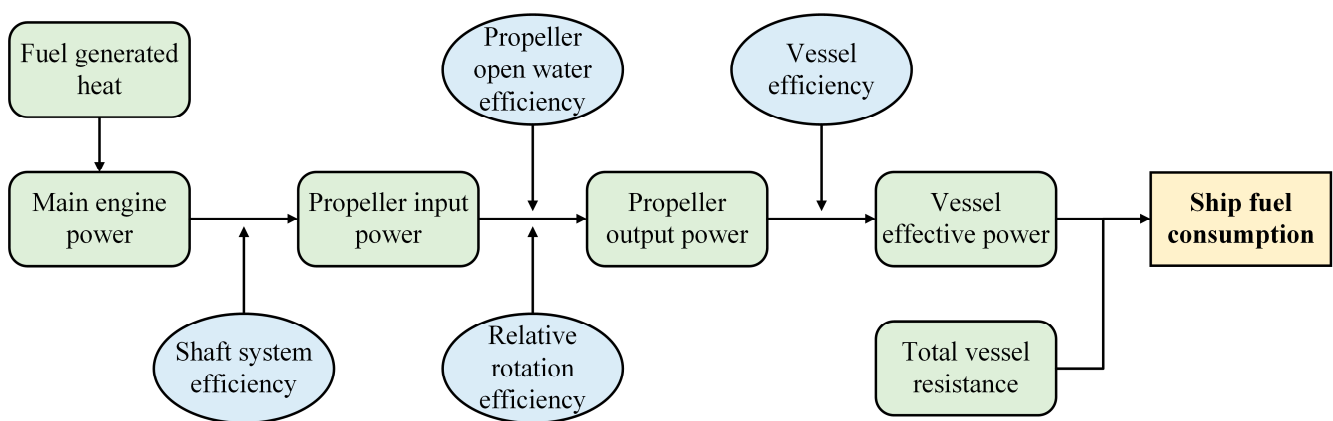 Fuel generated
heat
Propeller
open water
efficiency
Vessel
efficiency
Main engine
power
Propeller input
power
Propeller
output power
Vessel
effective power
Ship fuel
consumption
Shaft system
efficiency
Relative
rotation
efficiency
Total vessel
resistance